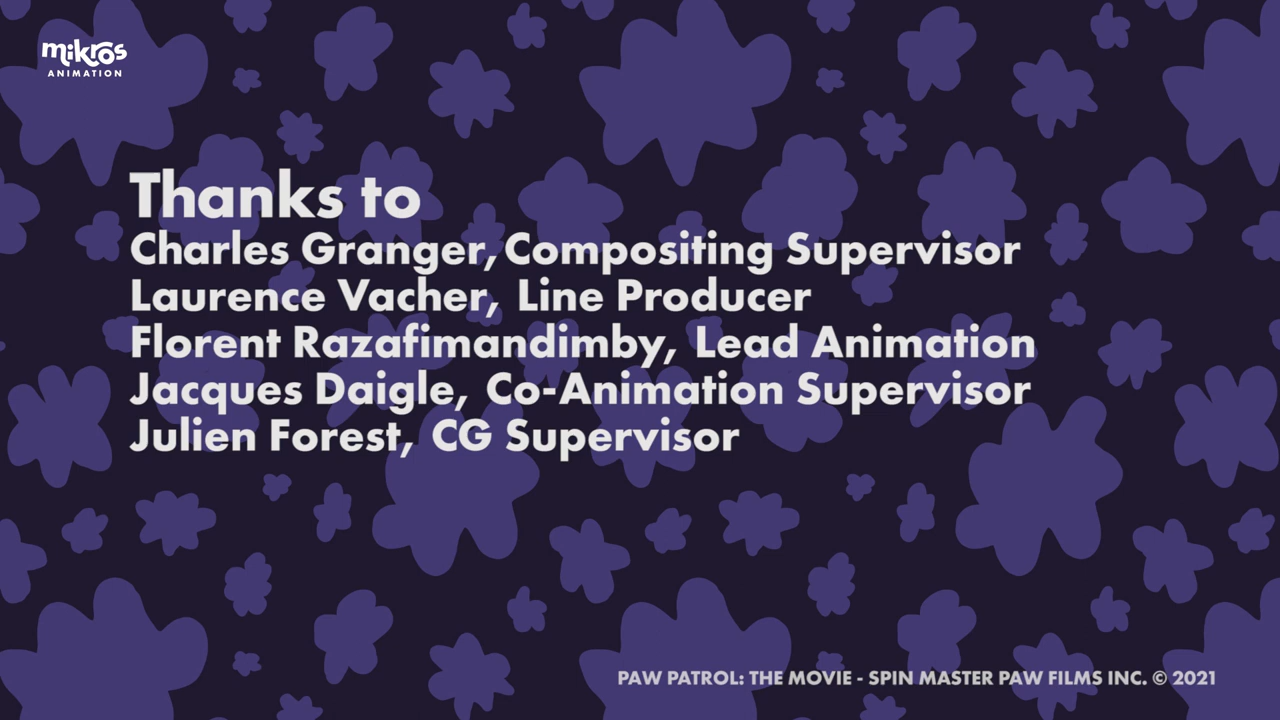 mikros
ANIMATION
Thanks to
Charles Granger, Compositing Supervisor
Laurence Vacher, Line Producer
Florent Razafimandimby, Lead Animation
Jacques Daigle, Co-Animation Supervisor
Julien Forest, CG Supervisor
PAW PATROL: THE MOVIE - SPIN MASTER PAW FILMS INC. © 2021